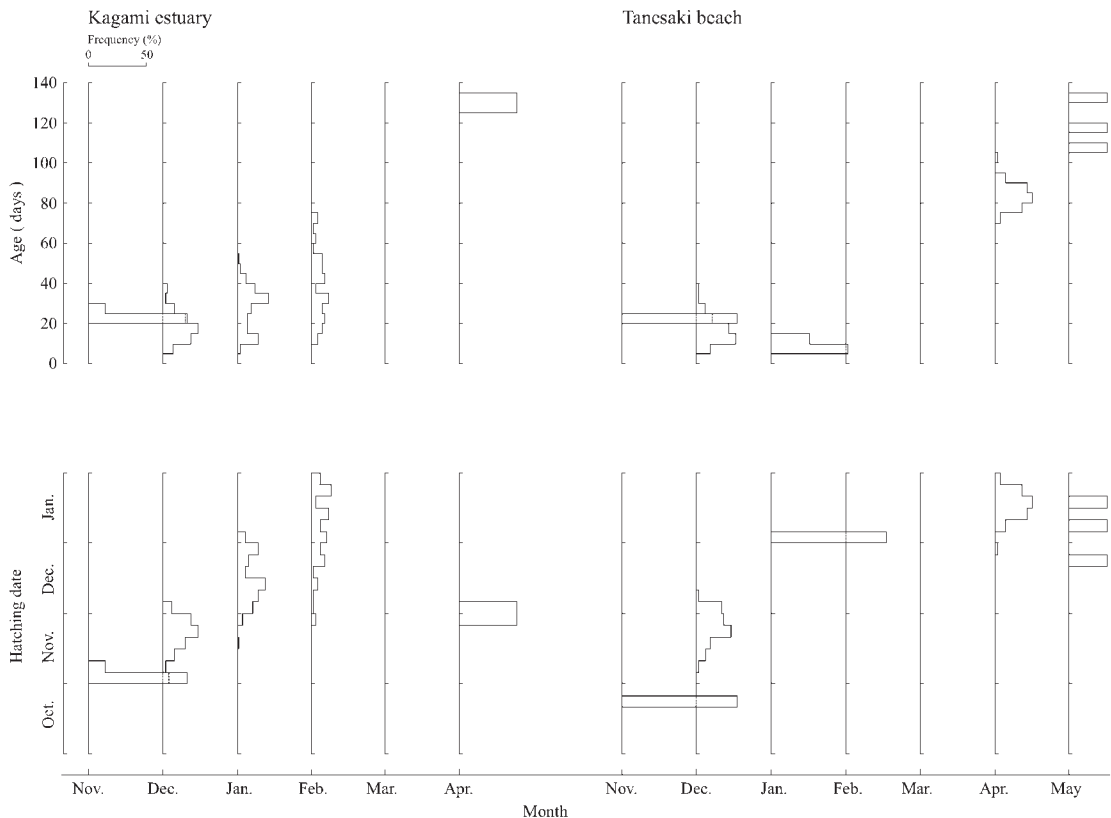 Kagami estuary
Tanesaki beach
Frequency (%)
0 50
140
120
100
80
60
40
20
0
Age ( days )
Jan.
Dec.
Nov.
Oct.
Hatching date
Nov. Dec. Jan. Feb. Mar. Apr. Nov. Dec. Jan. Feb. Mar. Apr. May
Month